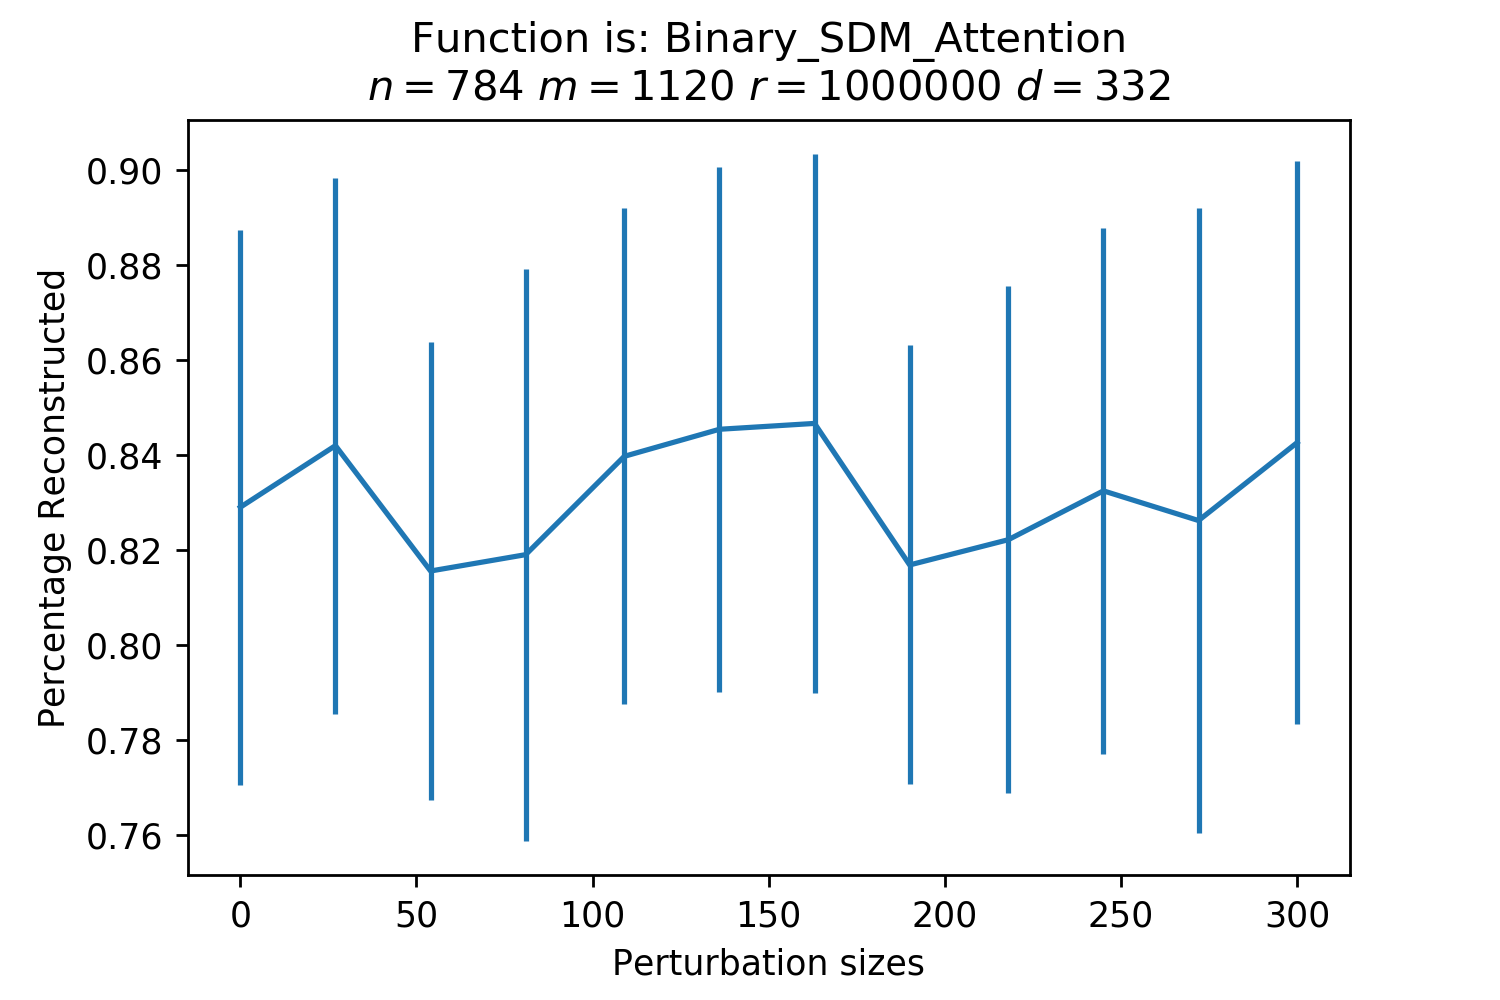 Function is: Binary_SDM_Attention
n = 784 m = 1120 r = 1000000 d = 332
0.90
0.88
0.86
0.84
0.82
0.80
0.78
0.76
Percentage Reconstructed
0 50 100 150 200 250 300
Perturbation sizes